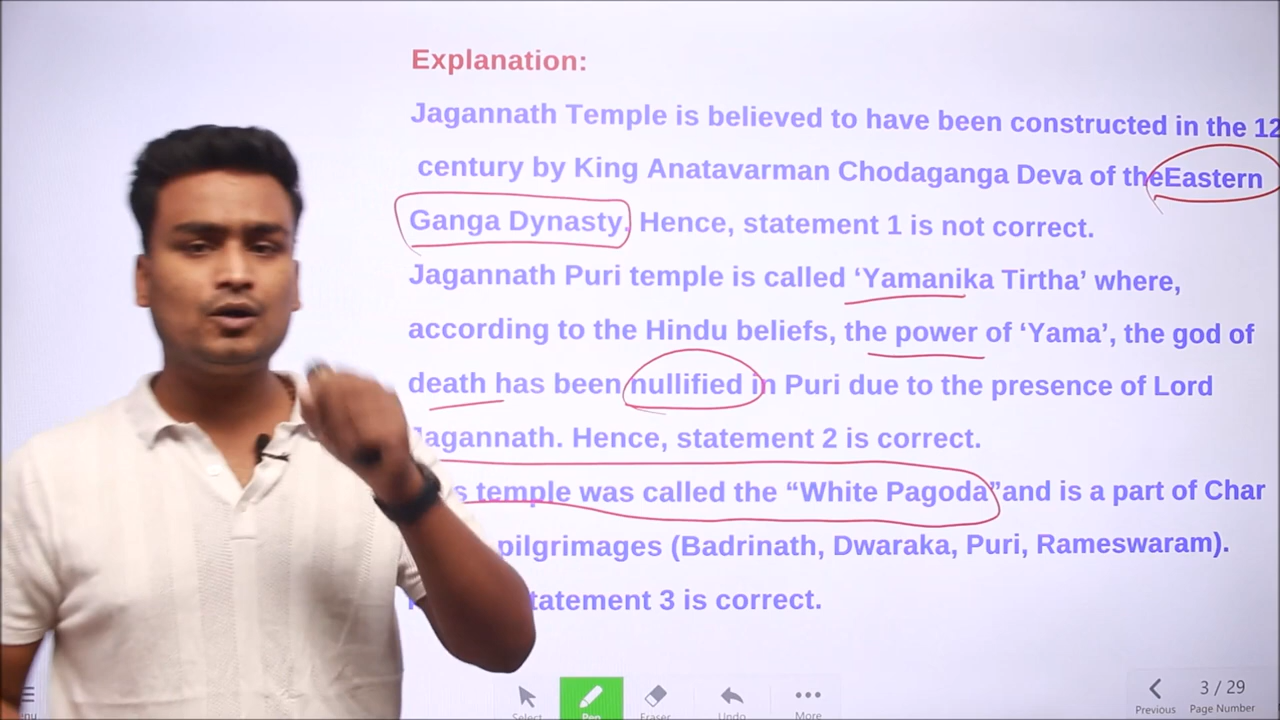 Explanation:
Jagannath Temple is believed to have been constructed in the 12
century by King Anatavarman Chodaganga Deva of theEastern
Ganga Dynasty. Hence, statement 1 is not correct.
Jagannath Puri temple is called ‘Yamanika Tirtha’ where,
according to the Hindu beliefs, the power of ‘Yama’, the god of
death has been nullified in Puri due to the presence of Lord
Jagannath. Hence, statement 2 is correct.
temple was called the “White Pagoda”and is a part of Char
pilgrimages (Badrinath, Dwaraka, Puri, Rameswaram).
statement 3 is correct.
Select Pen Eraser Undo More
Previous 3 / 29 Page Number